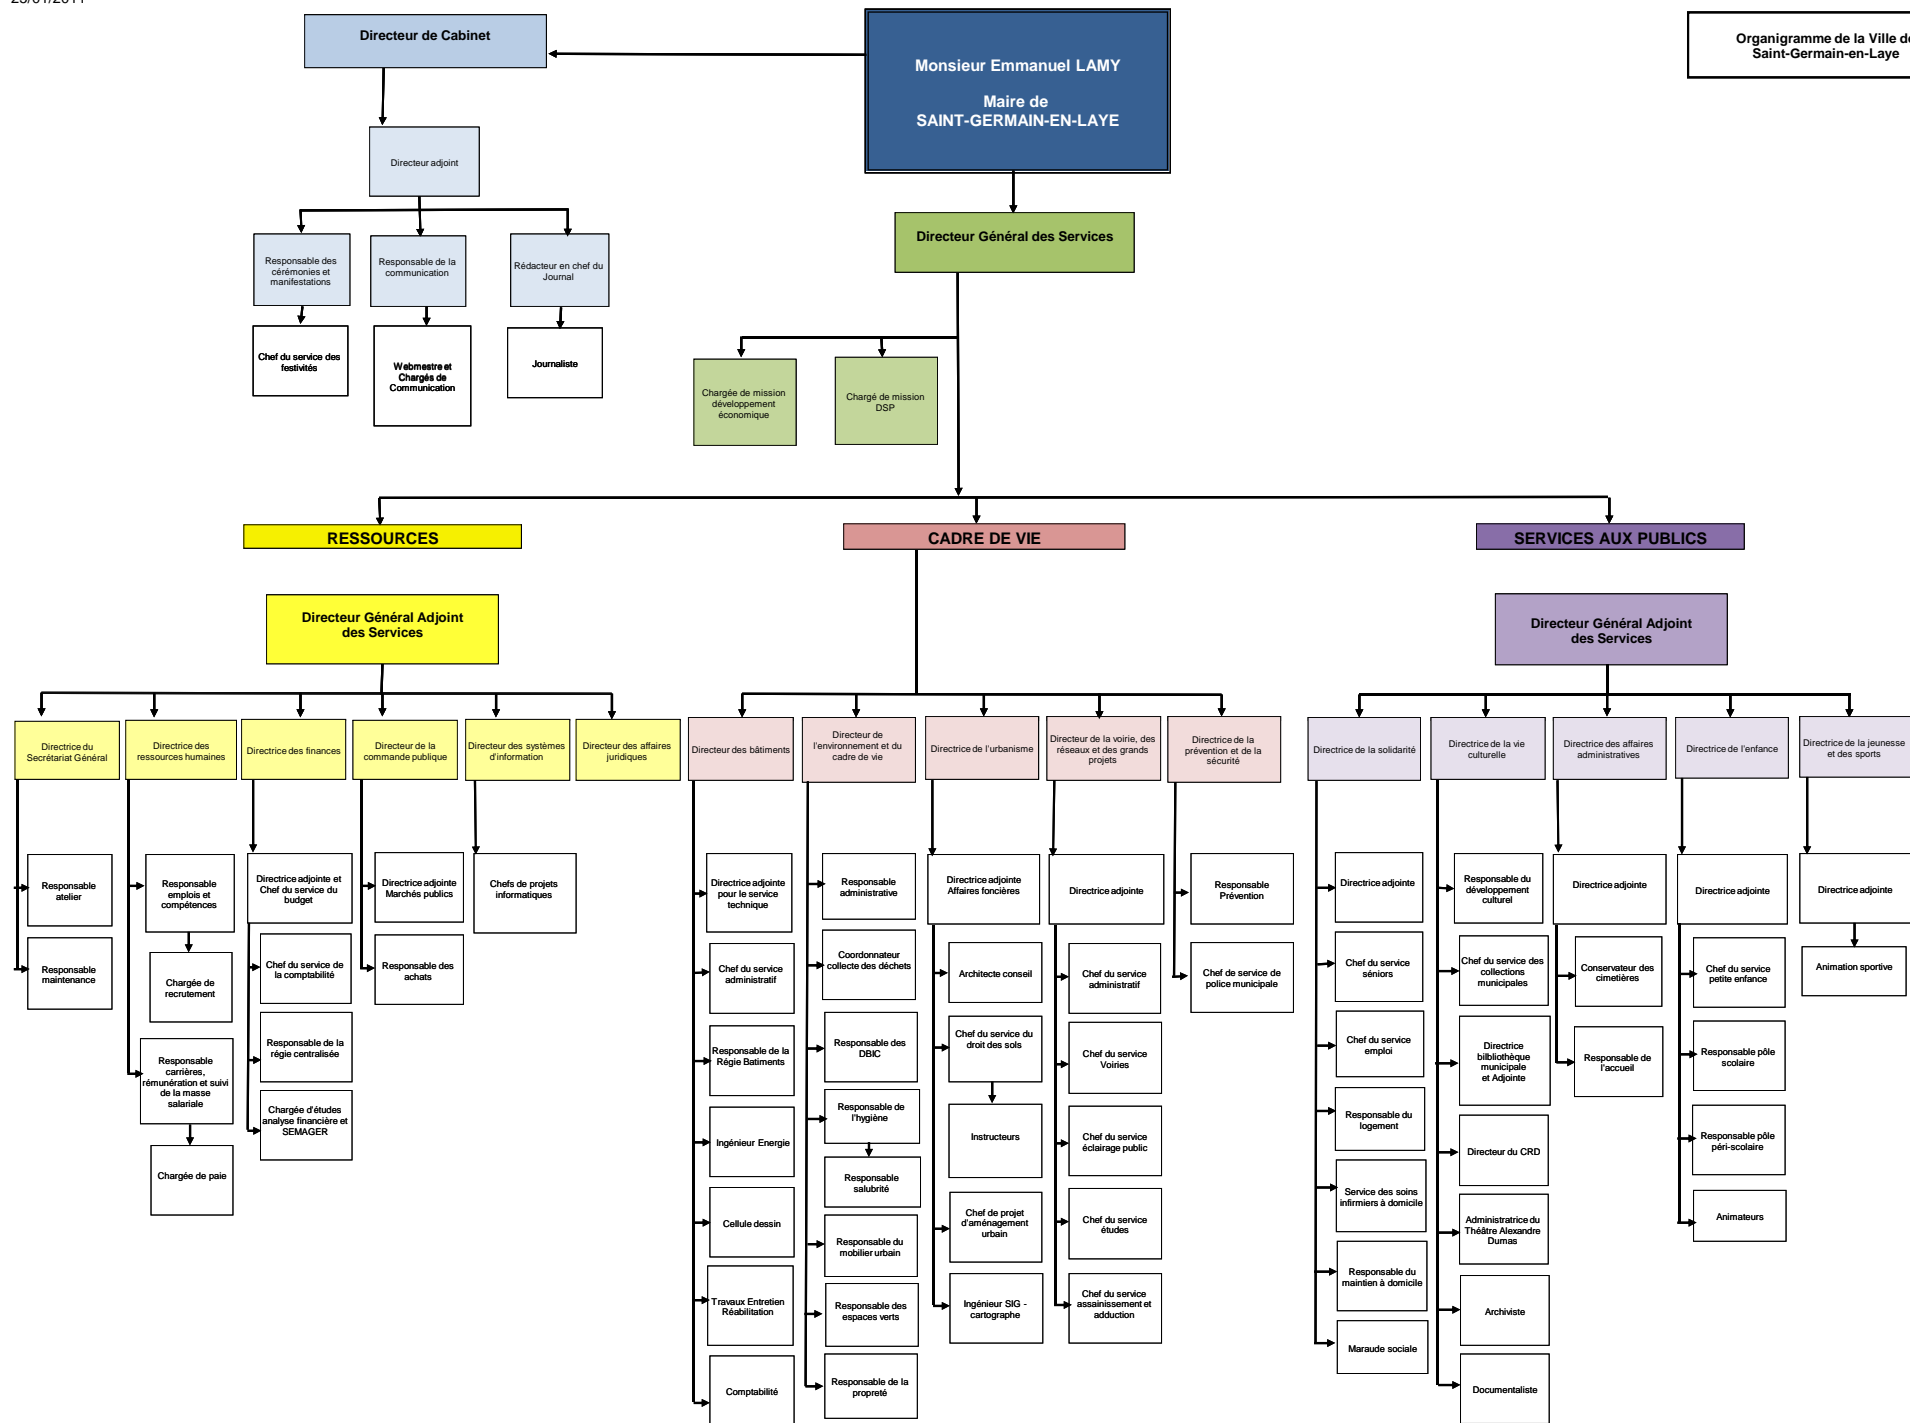 Directeur de Cabinet
Monsieur Emmanuel LAMY
Maire de
SAINT-GERMAIN-EN-LAYE
Organigramme de la Ville de
Saint-Germain-en-Laye
Directeur adjoint
Directeur Général des Services
Responsable des
cérémonies et
manifestations
Responsable de la
communication
Rédacteur en chef du
Journal
Chef du service des
festivités
Webmestre et
Chargés de
Communication
Journaliste
Chargée de mission
développement
économique
Chargé de mission
DSP
RESSOURCES
CADRE DE VIE
SERVICES AUX PUBLICS
Directeur Général Adjoint
des Services
Directeur Général Adjoint
des Services
Directrice du
Secrétariat Général
Directrice des
ressources humaines
Directrice des finances
Directeur de la
commande publique
Directeur des systèmes
d'information
Directeur des affaires
juridiques
Directeur des bâtiments
Directeur de
l'environnement et du
cadre de vie
Directrice de l'urbanisme
Directeur de la voirie, des
réseaux et des grands
projets
Directrice de la
prévention et de la
sécurité
Directrice de la solidarité
Directrice de la vie
culturelle
Directrice des affaires
administratives
Directrice de l'enfance
Directrice de la jeunesse
et des sports
Responsable
atelier
Responsable
maintenance
Responsable
emplois et
compétences
Chargée de
recrutement
Responsable
carrières,
rémunération et suivi
de la masse
salariale
Chargée de paie
Directrice adjointe et
Chef du service du
budget
Chef du service de
la comptabilité
Responsable de la
régie centralisée
Chargée d'études
analyse financière et
SEMAGER
Directrice adjointe
Marchés publics
Responsable des
achats
Chefs de projets
informatiques
Directrice adjointe
pour le service
technique
Chef du service
administratif
Responsable de la
Régie Batiments
Ingénieur Energie
Cellule dessin
Travaux Entretien
Réabilitation
Comptabilité
Responsable
administrative
Coordonnateur
collecte des déchets
Responsable des
DBIC
Responsable de
l'hygiène
Responsable
salubrité
Responsable du
mobilier urbain
Responsable des
espaces verts
Responsable de la
propreté
Directrice adjointe
Affaires foncières
Architecte conseil
Chef du service du
droit des sols
Instructeurs
Chef de projet
d'aménagement
urbain
Ingénieur SIG -
cartographe
Directrice adjointe
Chef du service
administratif
Chef du service
Voiries
Chef du service
éclairage public
Chef du service
études
Chef du service
assainissement et
adduction
Responsable
Prévention
Chef de service de
police municipale
Directrice adjointe
Chef du service
séniors
Chef du service
emploi
Responsable du
logement
Service des soins
infirmiers à domicile
Responsable du
maintien à domicile
Maraude sociale
Responsable du
développement
culturel
Chef du service des
collections
municipales
Directrice
bilbliothèque
municipale
et Adjointe
Directeur du CRD
Administratrice du
Théâtre Alexandre
Dumas
Archiviste
Documentaliste
Directrice adjointe
Conservateur des
cimetières
Responsable de
l'accueil
Directrice adjointe
Chef du service
petite enfance
Responsable pôle
scolaire
Responsable pôle
péri-scolaire
Animateurs
Directrice adjointe
Animation sportive